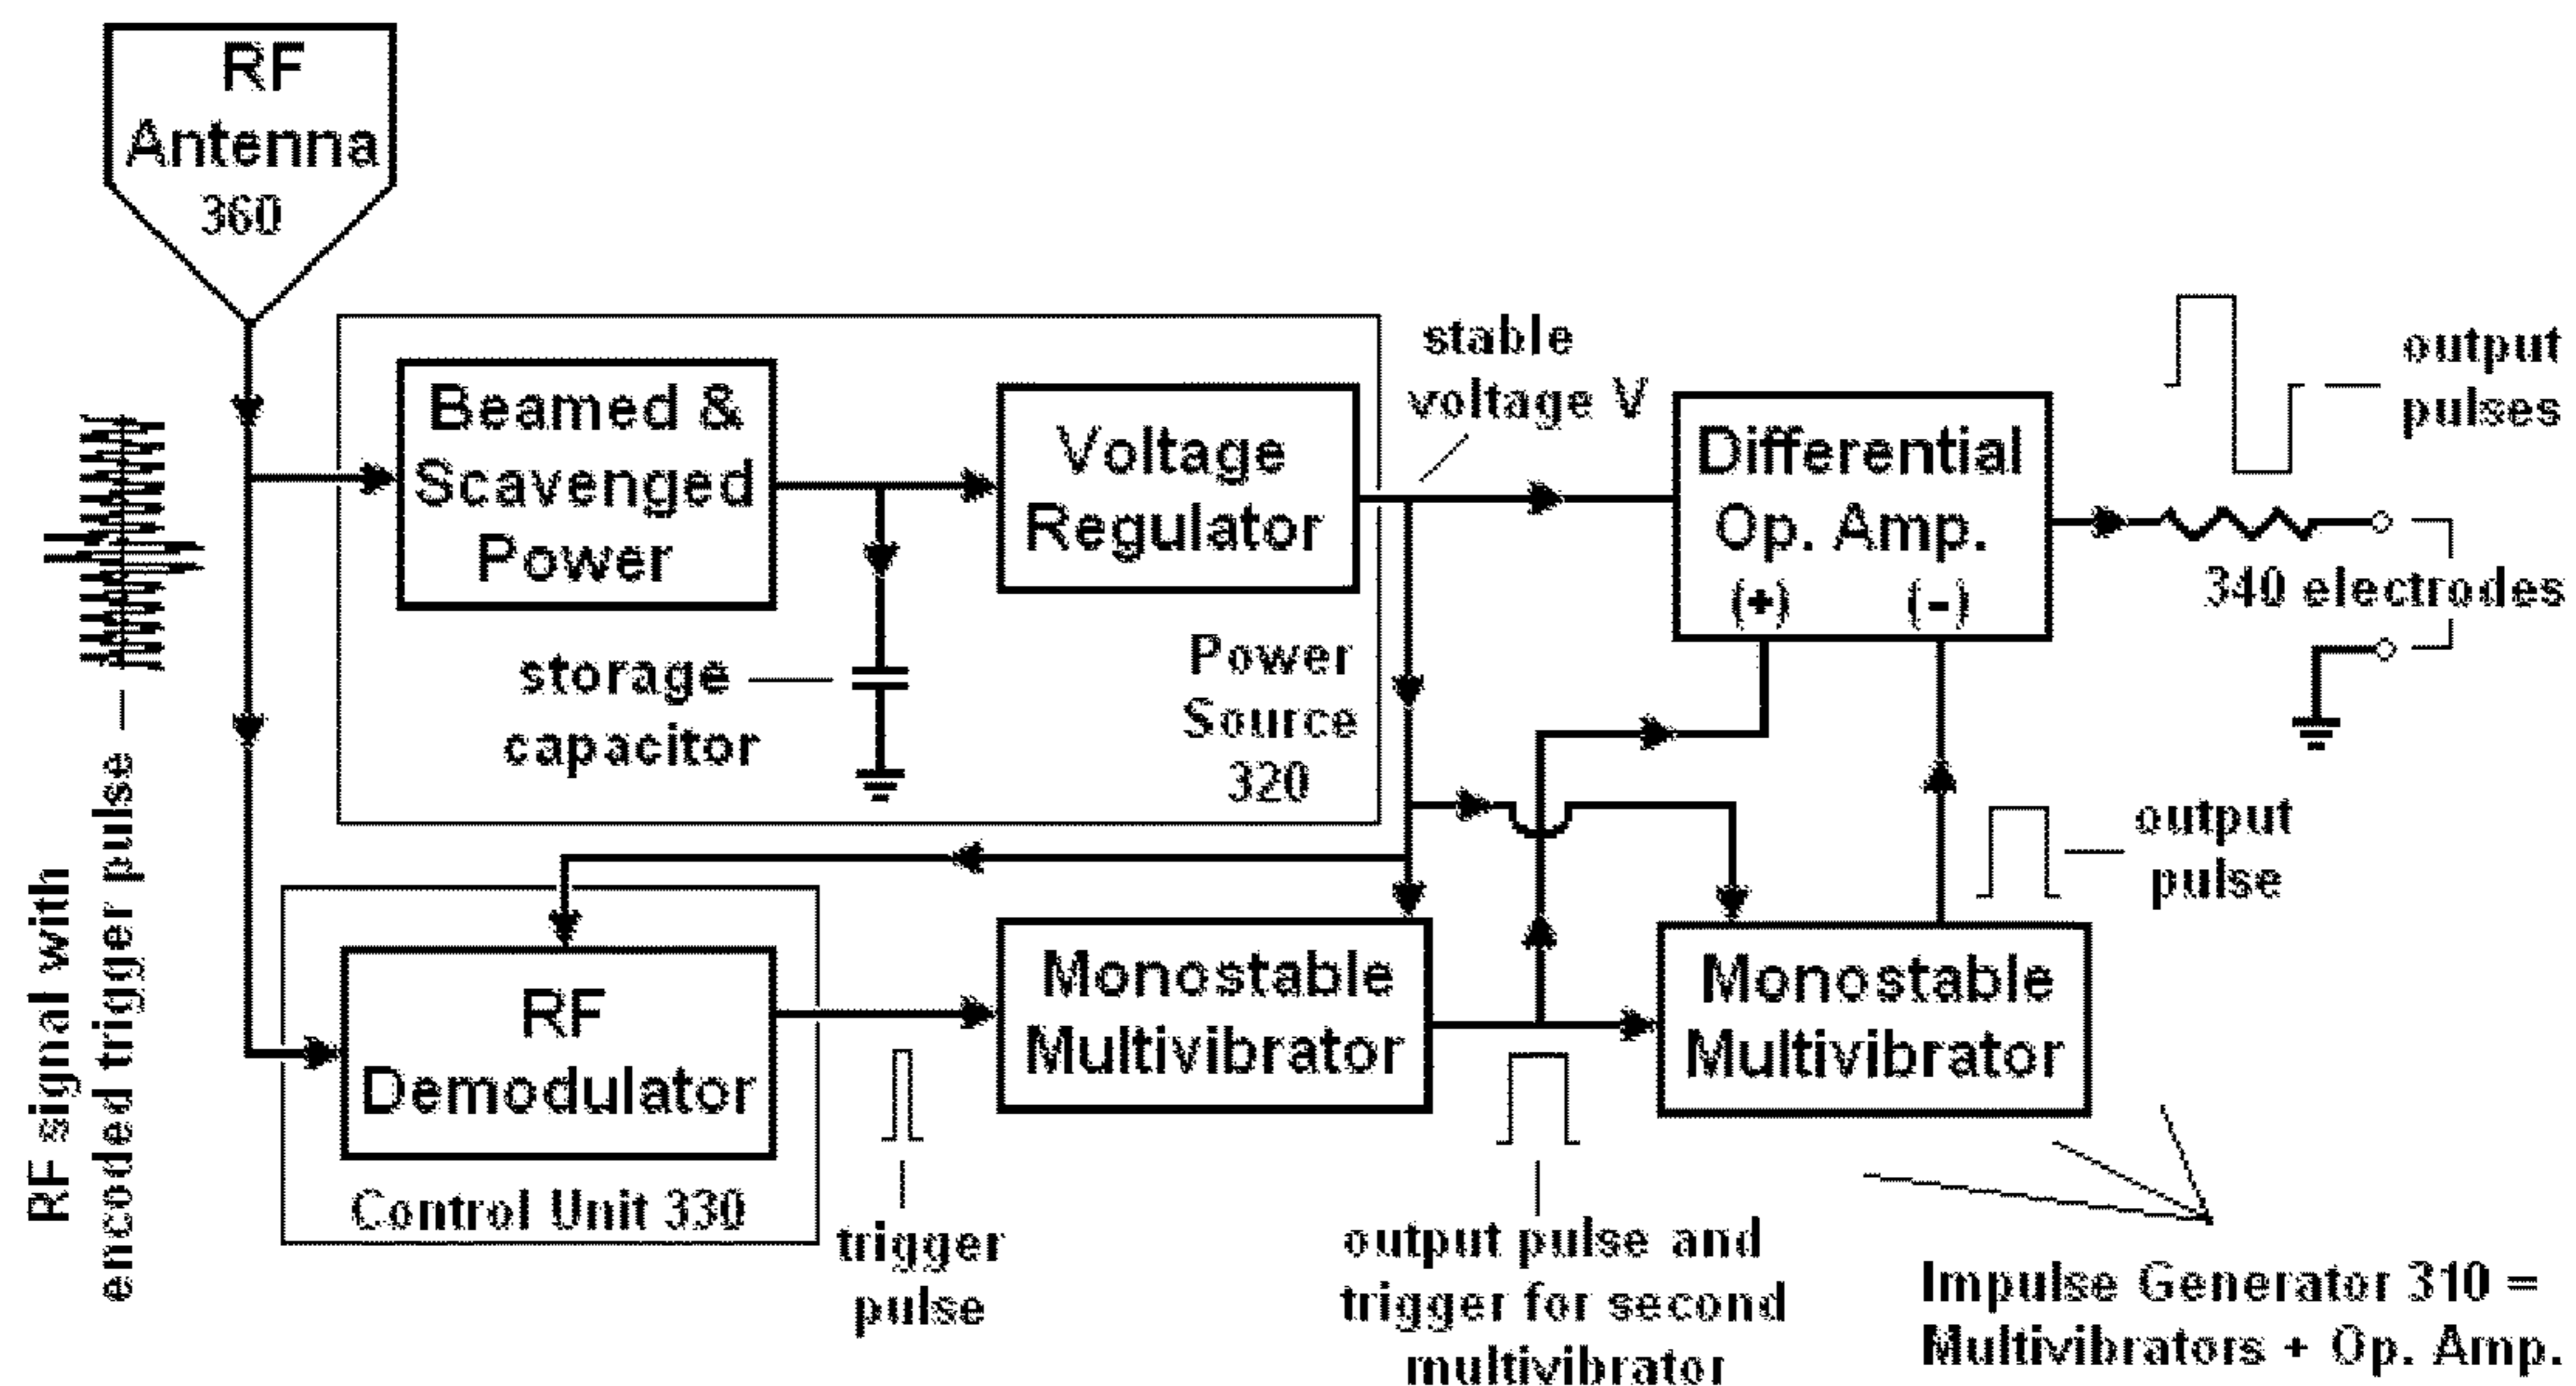 RF
Antenna
360
Beamed &
Scavenged
Power
Voltage
Regulator
storage
capacitor
Power
Source
320
stable
voltage V
Differential
Op. Amp.
(+) (-)
output
pulses
340 electrodes
output
pulse
RF signal with
encoded trigger pulse
RF
Demodulator
Control Unit 330
trigger
pulse
Monostable
Multivibrator
output pulse and
trigger for second
multivibrator
Monostable
Multivibrator
Impulse Generator 310 =
Multivibrators + Op. Amp.